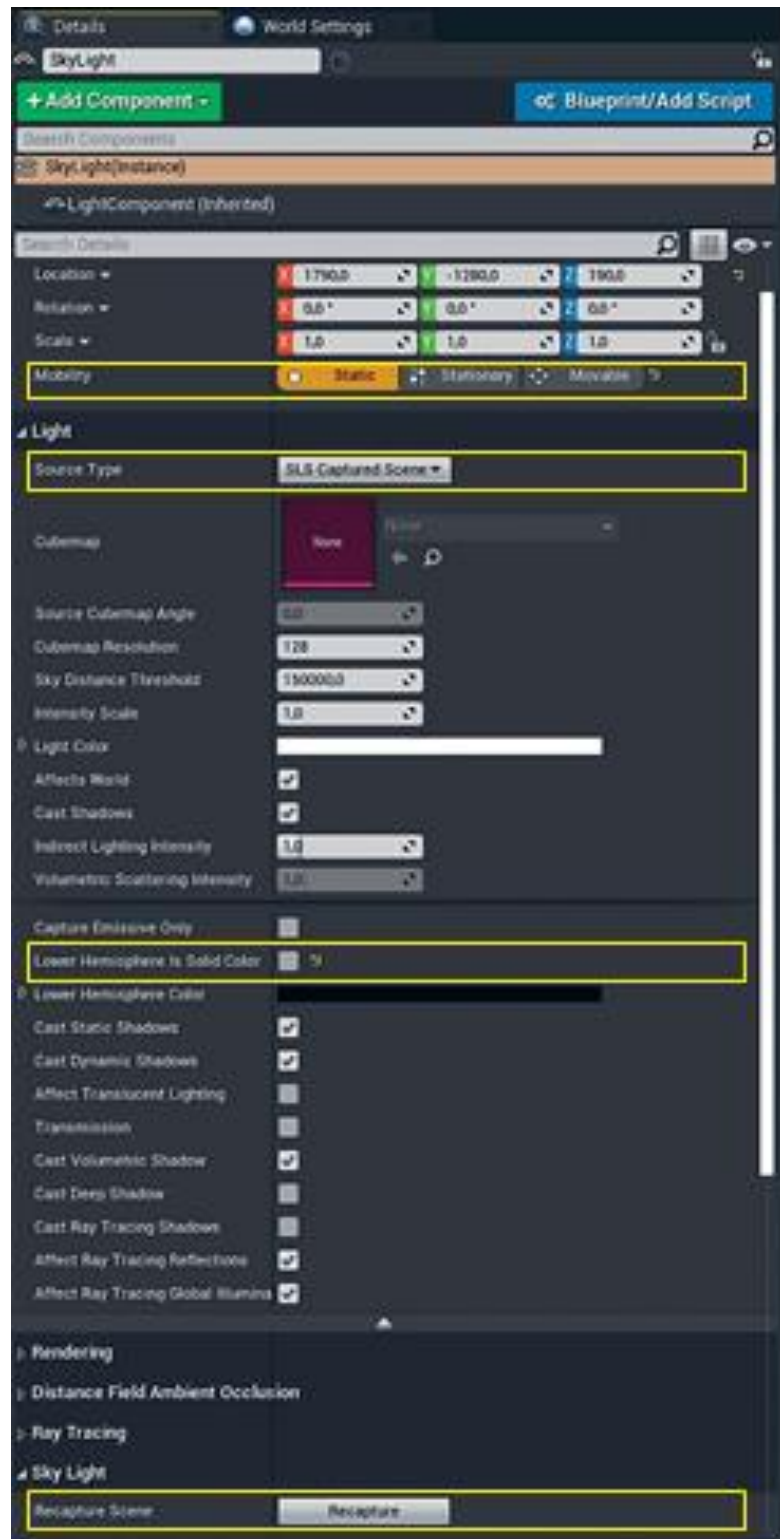 Details World Settings
SkyLight
+Add Component Blueprint/Add Script
Search Components
SkyLight(Instance)
LightComponent (Inherited)
Search Details
Location X 1790,0 Y -1280,0 Z 190,0
Rotation X 0,0° Y 0,0° Z 0,0°
Scale X 1,0 Y 1,0 Z 1,0
Mobility Static Stationary Movable
Light
Source Type SLS Captured Scene
Cubemap None None
Source Cubemap Angle 0,0
Cubemap Resolution 128
Sky Distance Threshold 150000,0
Intensity Scale 1,0
Light Color
Affects World
Cast Shadows
Indirect Lighting Intensity 1,0
Volumetric Scattering Intensity 1,0
Capture Emissive Only
Lower Hemisphere Is Solid Color
Lower Hemisphere Color
Cast Static Shadows
Cast Dynamic Shadows
Affect Translucent Lighting
Transmission
Cast Volumetric Shadow
Cast Deep Shadow
Cast Ray Tracing Shadows
Affect Ray Tracing Reflections
Affect Ray Tracing Global Illumina
Rendering
Distance Field Ambient Occlusion
Ray Tracing
Sky Light
Recapture Scene Recapture